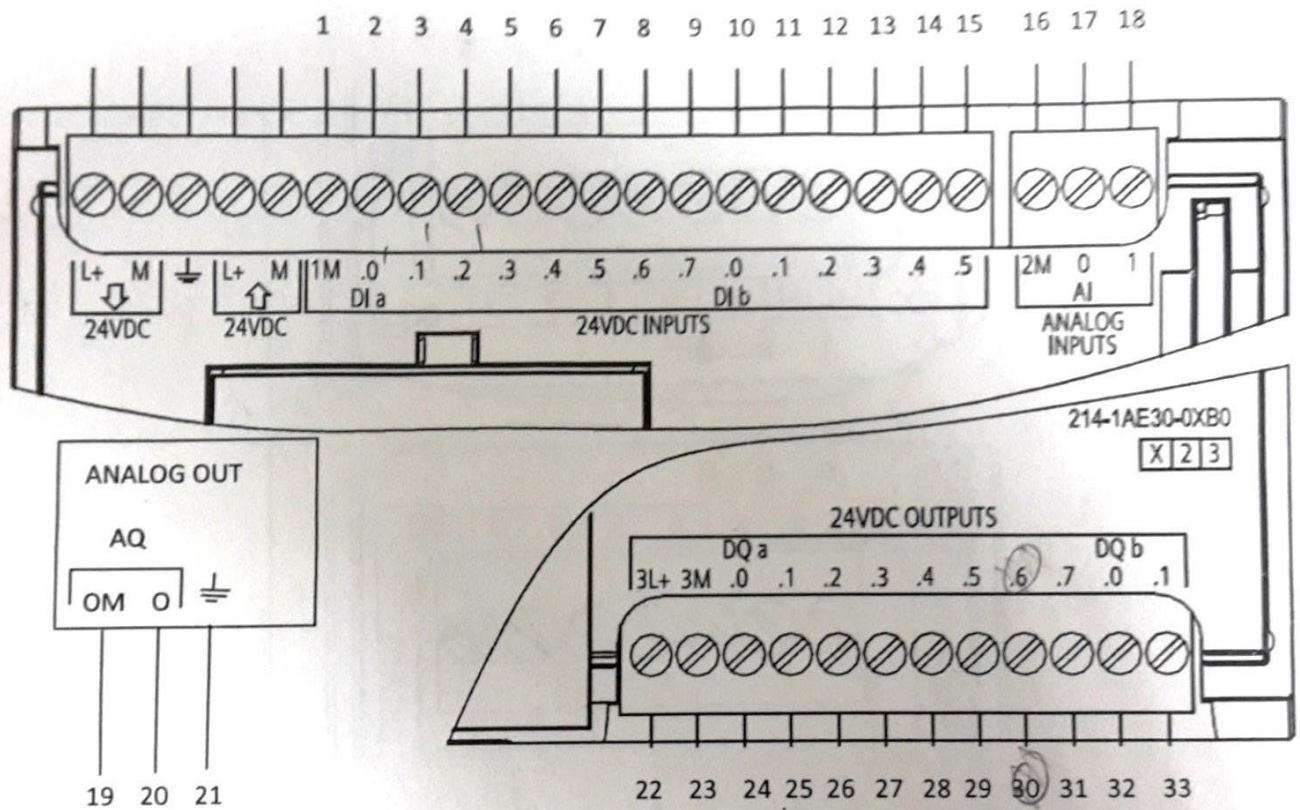 1 2 3 4 5 6 7 8 9 10 11 12 13 14 15 16 17 18
L+ M L+ M 1M .0 .1 .2 .3 .4 .5 .6 .7 .0 .1 .2 .3 .4 .5 2M 0 1
DI a DI b AI
24VDC 24VDC 24VDC INPUTS ANALOG
INPUTS
214-1AE30-0XB0
X 2 3
ANALOG OUT
AQ
OM O
19 20 21
24VDC OUTPUTS
DQ a DQ b
3L+ 3M .0 .1 .2 .3 .4 .5 .6 .7 .0 .1
22 23 24 25 26 27 28 29 30 31 32 33